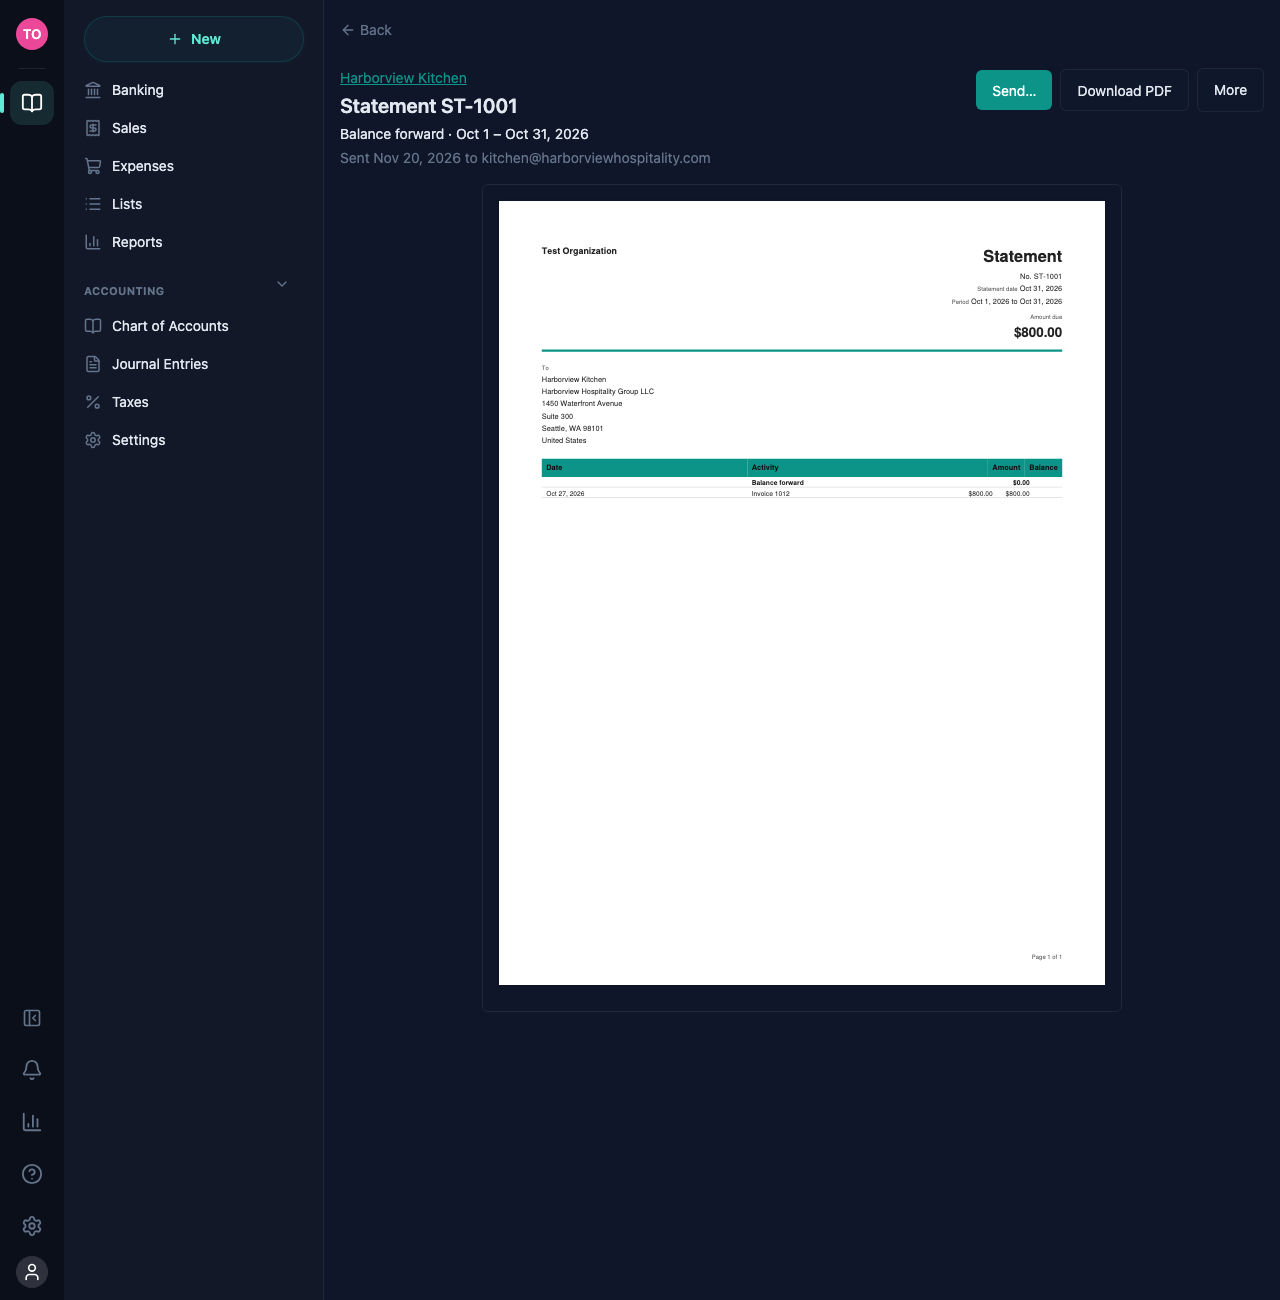 TO
New
Banking
Sales
Expenses
Lists
Reports
ACCOUNTING
Chart of Accounts
Journal Entries
Taxes
Settings
Back
Harborview Kitchen
Statement ST-1001
Balance forward · Oct 1 – Oct 31, 2026
Sent Nov 20, 2026 to kitchen@harborviewhospitality.com
Send...
Download PDF
More
Test Organization
Statement
No. ST-1001
Statement date Oct 31, 2026
Period Oct 1, 2026 to Oct 31, 2026
Amount due
$800.00
To
Harborview Kitchen
Harborview Hospitality Group LLC
1450 Waterfront Avenue
Suite 300
Seattle, WA 98101
United States
Date Activity Amount Balance
Balance forward $0.00
Oct 27, 2026 Invoice 1012 $800.00 $800.00
Page 1 of 1